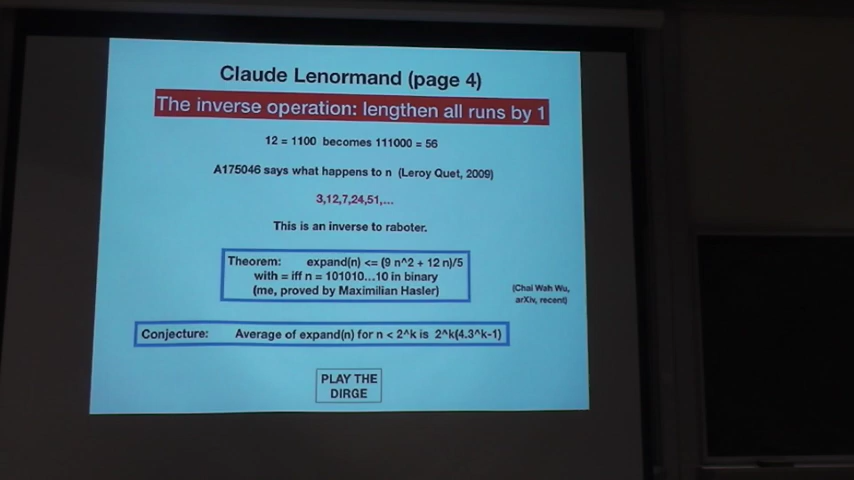 Claude Lenormand (page 4)
The inverse operation: lengthen all runs by 1
12 = 1100 becomes 111000 = 56
A175046 says what happens to n (Leroy Quet, 2009)
3,12,7,24,51,...
This is an inverse to raboter.
Theorem: expand(n) <= (9 n^2 + 12 n)/5
with = iff n = 101010...10 in binary
(me, proved by Maximilian Hasler)
(Chai Wah Wu,
arXiv, recent)
Conjecture: Average of expand(n) for n < 2^k is 2^k(4.3^k-1)
PLAY THE
DIRGE